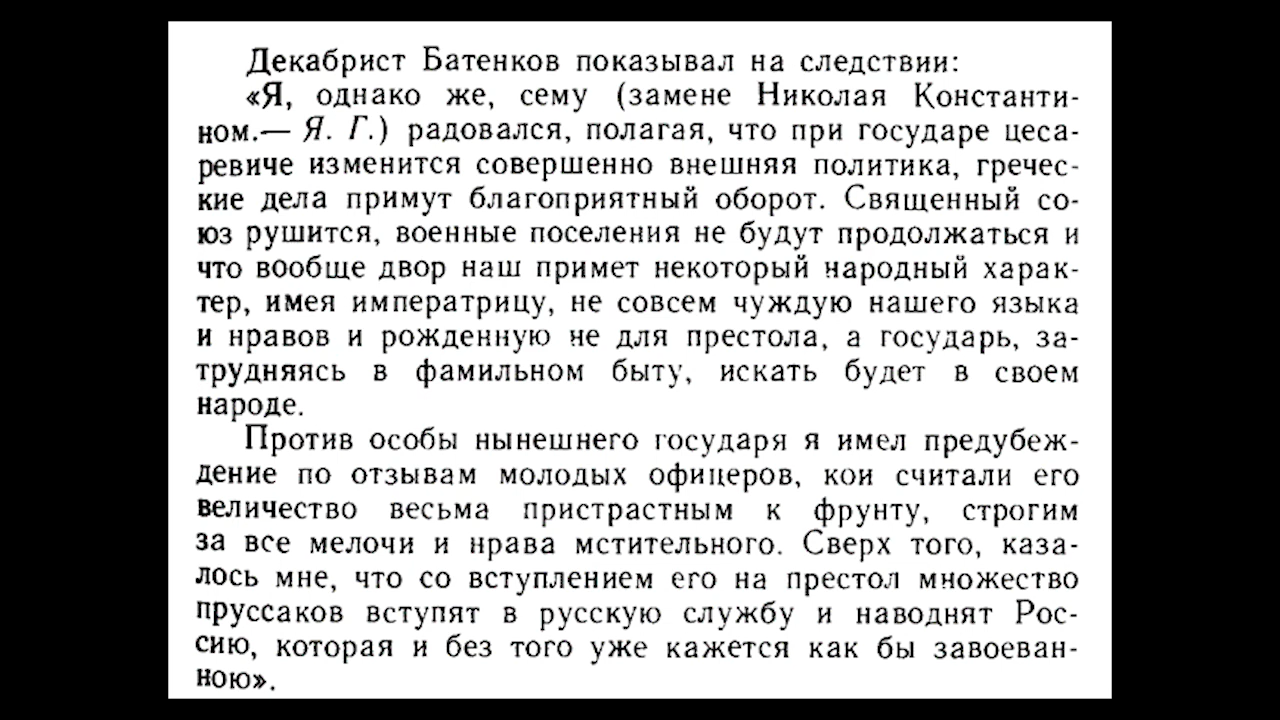 Декабрист Батенков показывал на следствии:
«Я, однако же, сему (замене Николая Константи-
ном.— Я. Г.) радовался, полагая, что при государе цеса-
ревиче изменится совершенно внешняя политика, гречес-
кие дела примут благоприятный оборот. Священный со-
юз рушится, военные поселения не будут продолжаться и
что вообще двор наш примет некоторый народный харак-
тер, имея императрицу, не совсем чуждую нашего языка
и нравов и рожденную не для престола, а государь, за-
трудняясь в фамильном быту, искать будет в своем
народе.
Против особы нынешнего государя я имел предубеж-
дение по отзывам молодых офицеров, кои считали его
величество весьма пристрастным к фрунту, строгим
за все мелочи и нрава мстительного. Сверх того, каза-
лось мне, что со вступлением его на престол множество
пруссаков вступят в русскую службу и наводнят Рос-
сию, которая и без того уже кажется как бы завоеван-
ною».